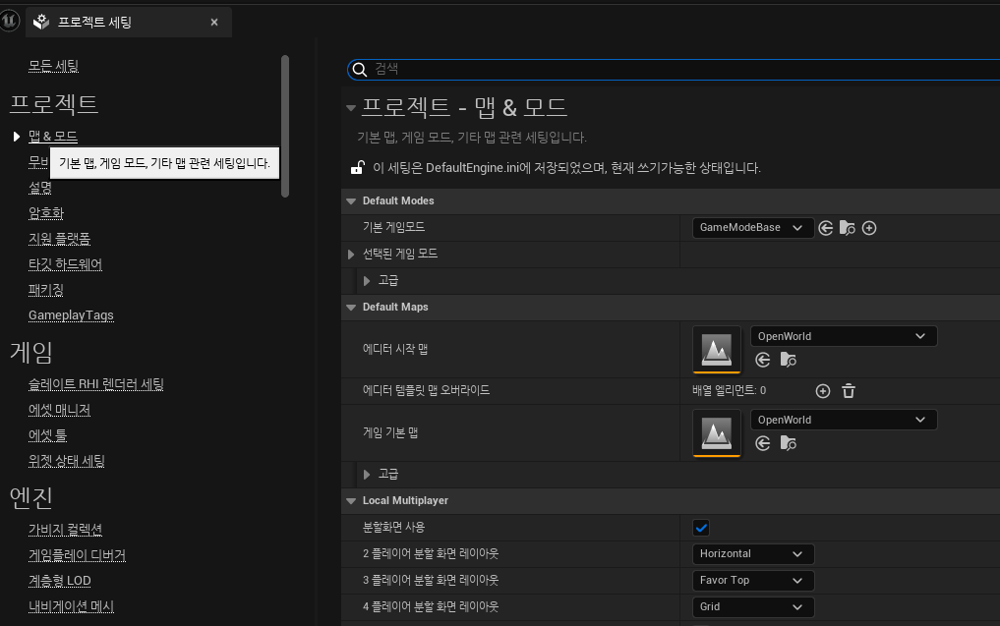 프로젝트 세팅
모든 세팅
프로젝트
맵 & 모드
무비
기본 맵, 게임 모드, 기타 맵 관련 세팅입니다.
설명
암호화
지원 플랫폼
타깃 하드웨어
패키징
GameplayTags
게임
슬레이트 RHI 렌더러 세팅
에셋 매니저
에셋 툴
위젯 상태 세팅
엔진
가비지 컬렉션
게임플레이 디버거
계층형 LOD
내비게이션 메시
검색
프로젝트 - 맵 & 모드
기본 맵, 게임 모드, 기타 맵 관련 세팅입니다.
이 세팅은 DefaultEngine.ini에 저장되었으며, 현재 쓰기가능한 상태입니다.
Default Modes
기본 게임모드 GameModeBase
선택된 게임 모드
고급
Default Maps
에디터 시작 맵 OpenWorld
에디터 템플릿 맵 오버라이드 배열 엘리먼트: 0
게임 기본 맵 OpenWorld
고급
Local Multiplayer
분할화면 사용
2 플레이어 분할 화면 레이아웃 Horizontal
3 플레이어 분할 화면 레이아웃 Favor Top
4 플레이어 분할 화면 레이아웃 Grid